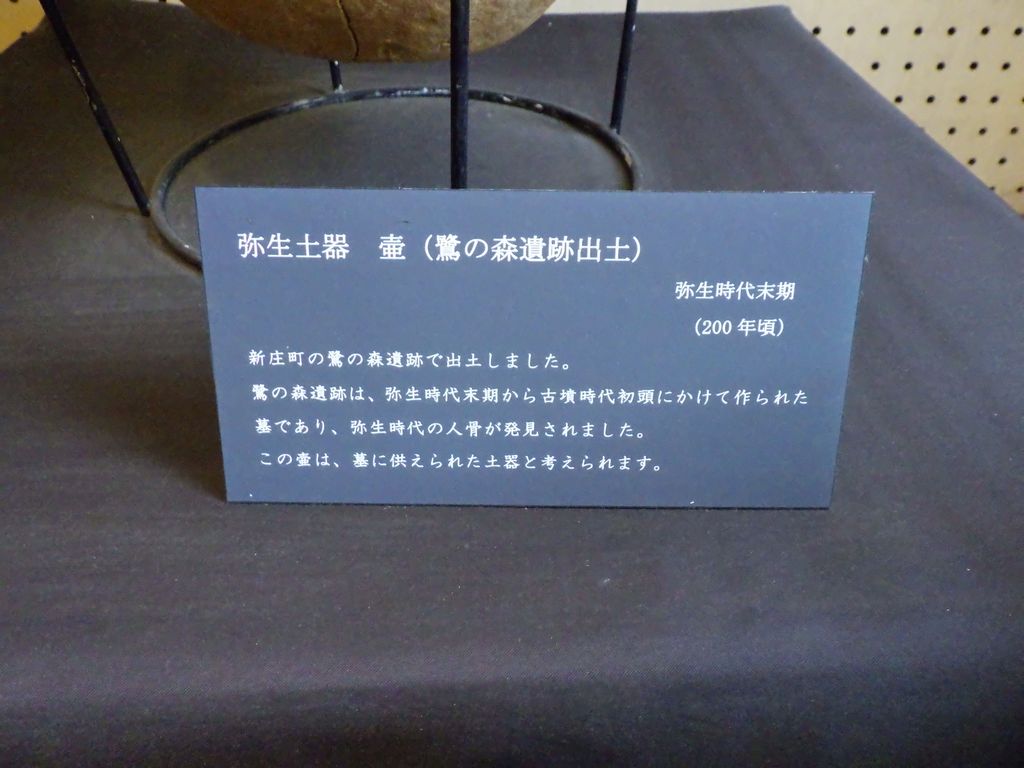 弥生土器　壷（鷺の森遺跡出土）
弥生時代末期
（200 年頃）
新庄町の鷺の森遺跡で出土しました。
鷺の森遺跡は、弥生時代末期から古墳時代初頭にかけて作られた
墓であり、弥生時代の人骨が発見されました。
この壷は、墓に供えられた土器と考えられます。